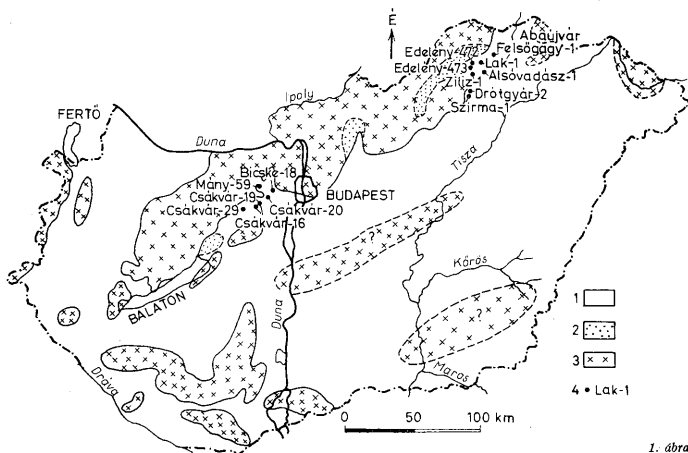 É
Abaújvár
Felsőgagy-1
Edelény-472
Lak-1
Edelény-473
Alsóvadász-1
Ziliz-1
Drótgyár-2
Szirma-1
Ipoly
FERTŐ
Duna
Tisza
Bicske-18
Mány-59
BUDAPEST
Csákvár-19
Csákvár-29
Csákvár-20
Csákvár-16
?
Körös
BALATON
Duna
?
1
2
3
4 • Lak-1
Dráva
Maros
0 50 100 km
1. ábra